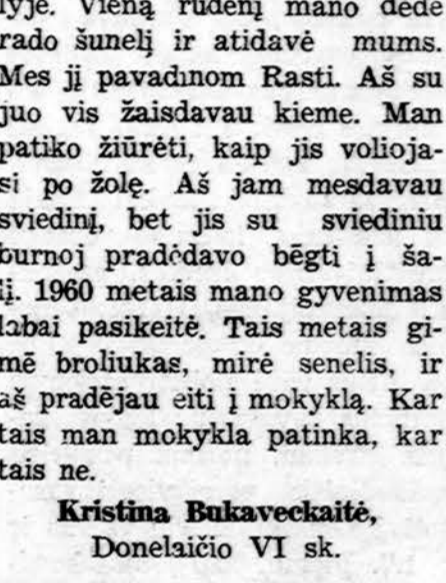 lyje. Vieną rudenį mano dėdė
rado šunelį ir atidavė mums.
Mes jį pavadinom Rasti. Aš su
juo vis žaisdavau kieme. Man
patiko žiūrėti, kaip jis volioja-
si po žolę. Aš jam mesdavau
sviedinį, bet jis su sviediniu
burnoj pradėdavo bėgti į ša-
lį. 1960 metais mano gyvenimas
labai pasikeitė. Tais metais gi-
mė broliukas, mirė senelis, ir
aš pradėjau eiti į mokyklą. Kar
tais man mokykla patinka, kar
tais ne.
Kristina Bukaveckaitė,
Donelaičio VI sk.